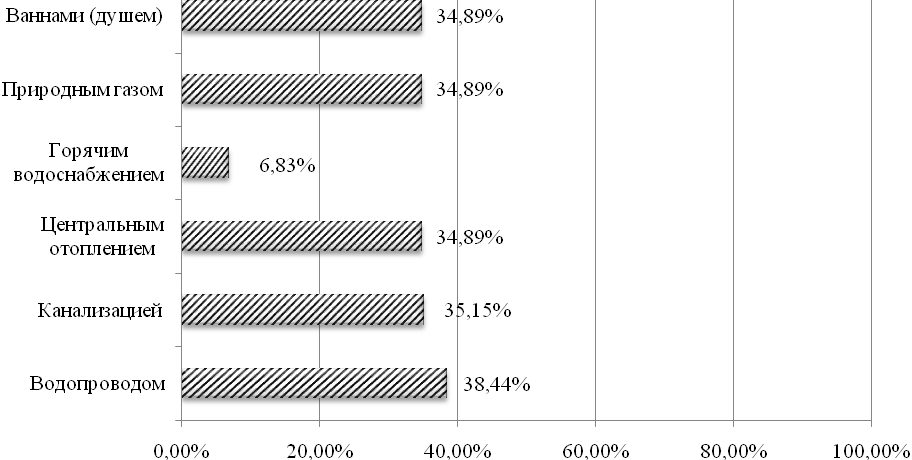 Ваннами (душем)
34,89%
Природным газом
34,89%
Горячим
водоснабжением
6,83%
Центральным
отоплением
34,89%
Канализацией
35,15%
Водопроводом
38,44%
0,00% 20,00% 40,00% 60,00% 80,00% 100,00%